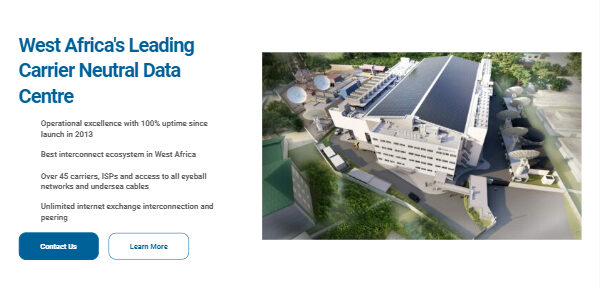 West Africa's Leading
Carrier Neutral Data
Centre
Operational excellence with 100% uptime since
launch in 2013
Best interconnect ecosystem in West Africa
Over 45 carriers, ISPs and access to all eyeball
networks and undersea cables
Unlimited internet exchange interconnection and
peering
Contact Us
Learn More